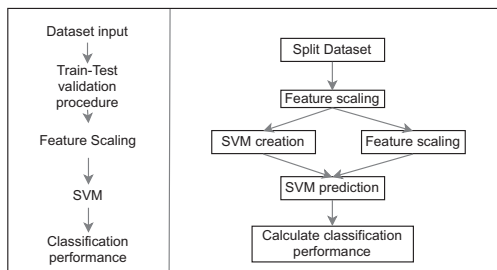 Dataset input
Train-Test
validation
procedure
Feature Scaling
SVM
Classification
performance
Split Dataset
Feature scaling
SVM creation
Feature scaling
SVM prediction
Calculate classification
performance